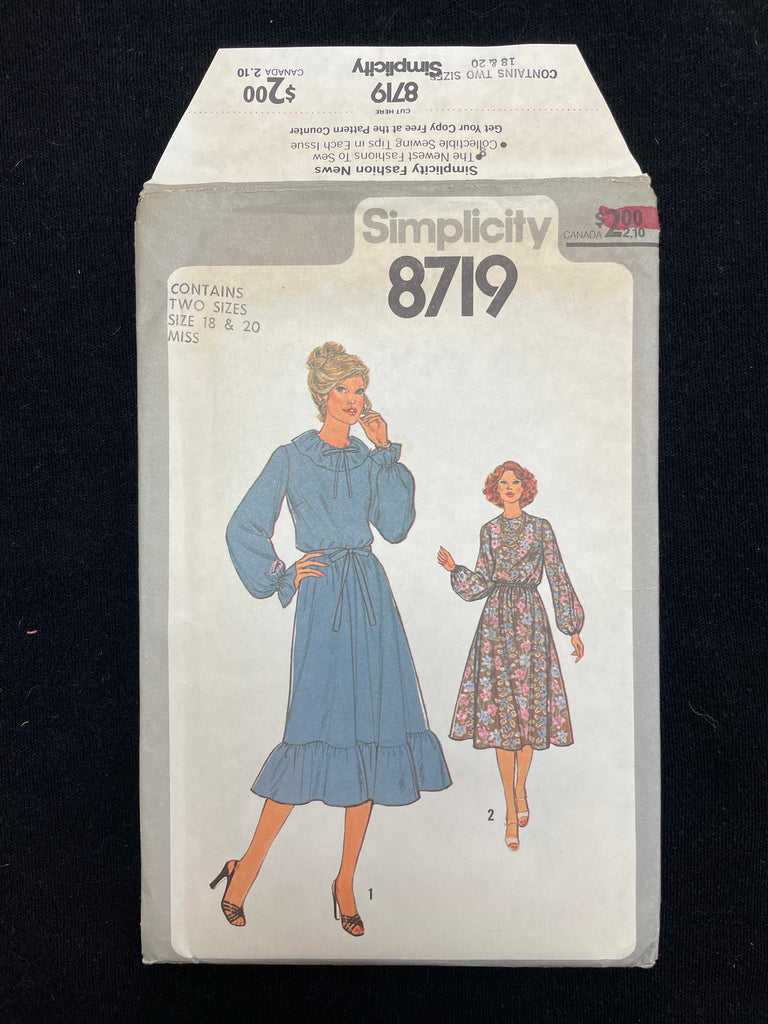 CONTAINS TWO SIZES
18 & 20
Simplicity
8719
$2.00
CANADA 2.10
CUT HERE
Get Your Copy Free at the Pattern Counter
• Collectible Sewing Tips in Each Issue
• The Newest Fashions To Sew
Simplicity Fashion News
Simplicity
$2.00
CANADA 2.10
8719
CONTAINS
TWO SIZES
SIZE 18 & 20
MISS
1
2